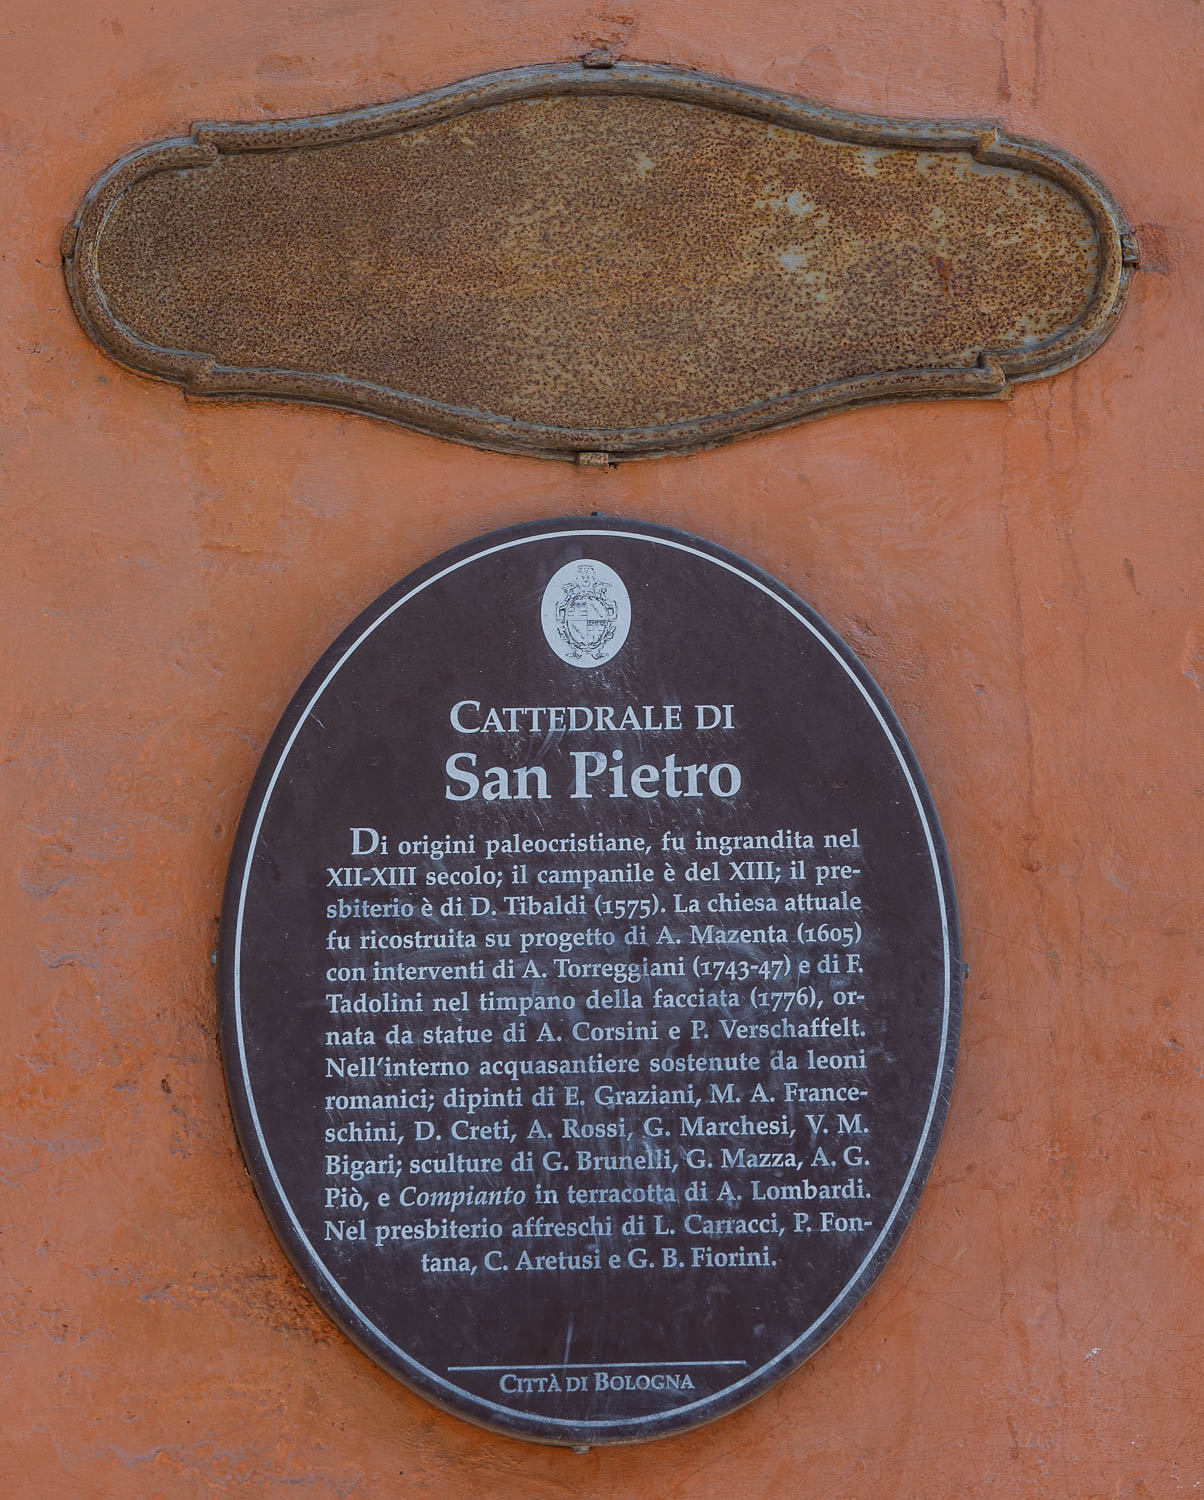 CATTEDRALE DI
San Pietro
Di origini paleocristiane, fu ingrandita nel
XII-XIII secolo; il campanile è del XIII; il pre-
sbiterio è di D. Tibaldi (1575). La chiesa attuale
fu ricostruita su progetto di A. Mazenta (1605)
con interventi di A. Torreggiani (1743-47) e di F.
Tadolini nel timpano della facciata (1776), or-
nata da statue di A. Corsini e P. Verschaffelt.
Nell'interno acquasantiere sostenute da leoni
romanici; dipinti di E. Graziani, M. A. France-
schini, D. Creti, A. Rossi, G. Marchesi, V. M.
Bigari; sculture di G. Brunelli, G. Mazza, A. G.
Piò, e Compianto in terracotta di A. Lombardi.
Nel presbiterio affreschi di L. Carracci, P. Fon-
tana, C. Aretusi e G. B. Fiorini.
CITTÀ DI BOLOGNA